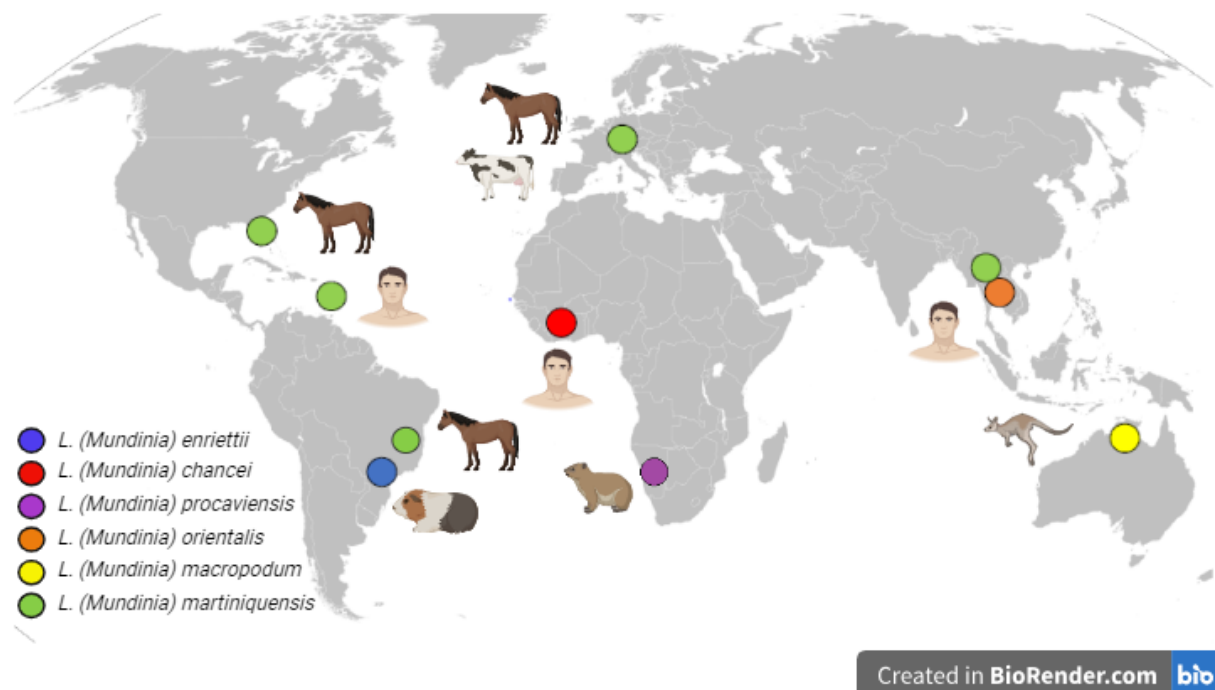 L. (Mundinia) enriettii
L. (Mundinia) chancei
L. (Mundinia) procaviensis
L. (Mundinia) orientalis
L. (Mundinia) macropodum
L. (Mundinia) martiniquensis
Created in BioRender.com bio